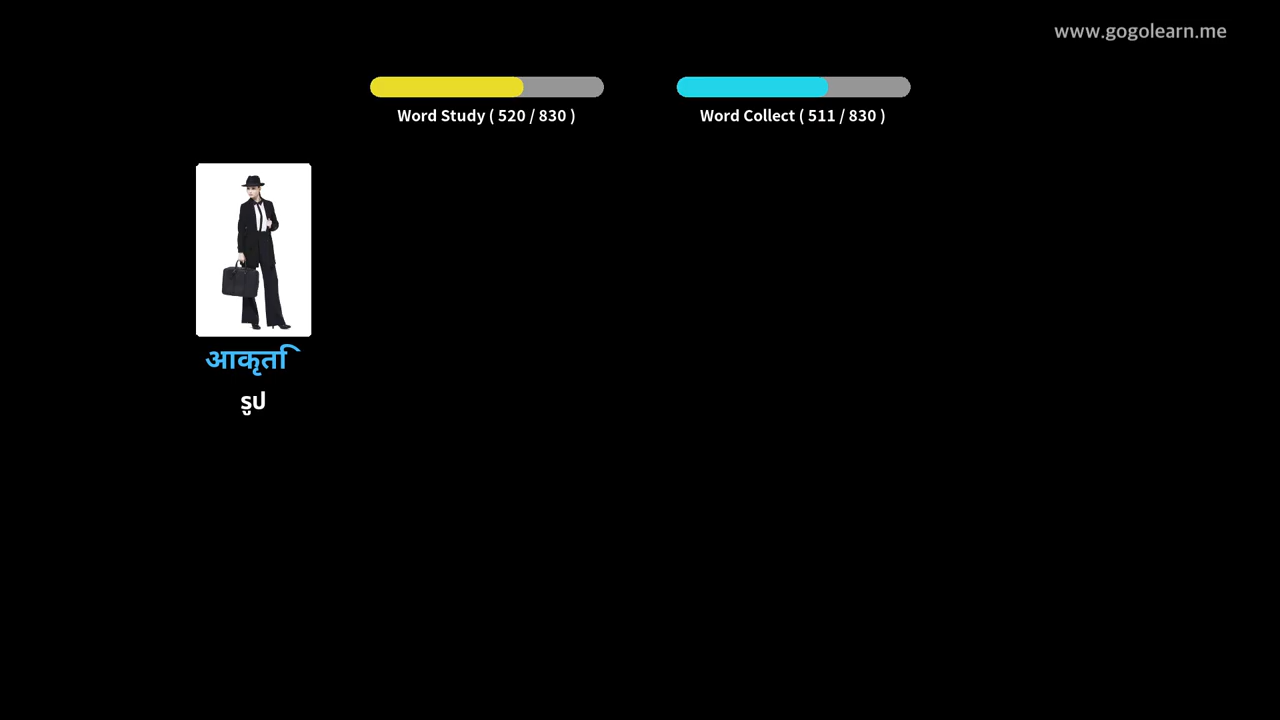 www.gogolearn.me
Word Study ( 520 / 830 )
Word Collect ( 511 / 830 )
आकृति
รูป